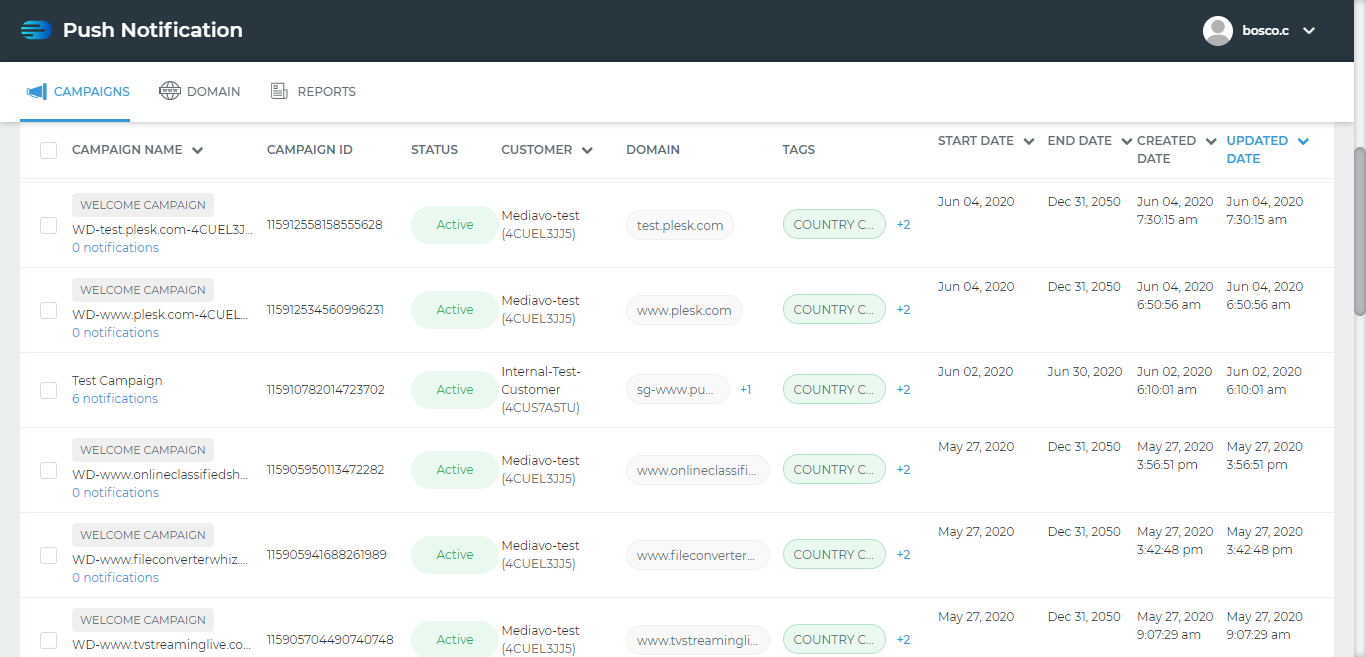 Push Notification
bosco.c
CAMPAIGNS
DOMAIN
REPORTS
CAMPAIGN NAME
CAMPAIGN ID
STATUS
CUSTOMER
DOMAIN
TAGS
START DATE
END DATE
CREATED
DATE
UPDATED
DATE
WELCOME CAMPAIGN
WD-test.plesk.com-4CUEL3J...
0 notifications
115912558158555628
Active
Mediavo-test
(4CUEL3JJ5)
test.plesk.com
COUNTRY C...
+2
Jun 04, 2020
Dec 31, 2050
Jun 04, 2020
7:30:15 am
Jun 04, 2020
7:30:15 am
WELCOME CAMPAIGN
WD-www.plesk.com-4CUEL...
0 notifications
115912534560996231
Active
Mediavo-test
(4CUEL3JJ5)
www.plesk.com
COUNTRY C...
+2
Jun 04, 2020
Dec 31, 2050
Jun 04, 2020
6:50:56 am
Jun 04, 2020
6:50:56 am
Test Campaign
6 notifications
115910782014723702
Active
Internal-Test-
Customer
(4CUS7A5TU)
sg-www.pu...
+1
COUNTRY C...
+2
Jun 02, 2020
Jun 30, 2020
Jun 02, 2020
6:10:01 am
Jun 02, 2020
6:10:01 am
WELCOME CAMPAIGN
WD-www.onlineclassifiedsh...
0 notifications
115905950113472282
Active
Mediavo-test
(4CUEL3JJ5)
www.onlineclassifi...
COUNTRY C...
+2
May 27, 2020
Dec 31, 2050
May 27, 2020
3:56:51 pm
May 27, 2020
3:56:51 pm
WELCOME CAMPAIGN
WD-www.fileconverterwhiz....
0 notifications
115905941688261989
Active
Mediavo-test
(4CUEL3JJ5)
www.fileconverter...
COUNTRY C...
+2
May 27, 2020
Dec 31, 2050
May 27, 2020
3:42:48 pm
May 27, 2020
3:42:48 pm
WELCOME CAMPAIGN
WD-www.tvstreaminglive.co...
115905704490740748
Active
Mediavo-test
(4CUEL3JJ5)
www.tvstreamingli...
COUNTRY C...
+2
May 27, 2020
Dec 31, 2050
May 27, 2020
9:07:29 am
May 27, 2020
9:07:29 am